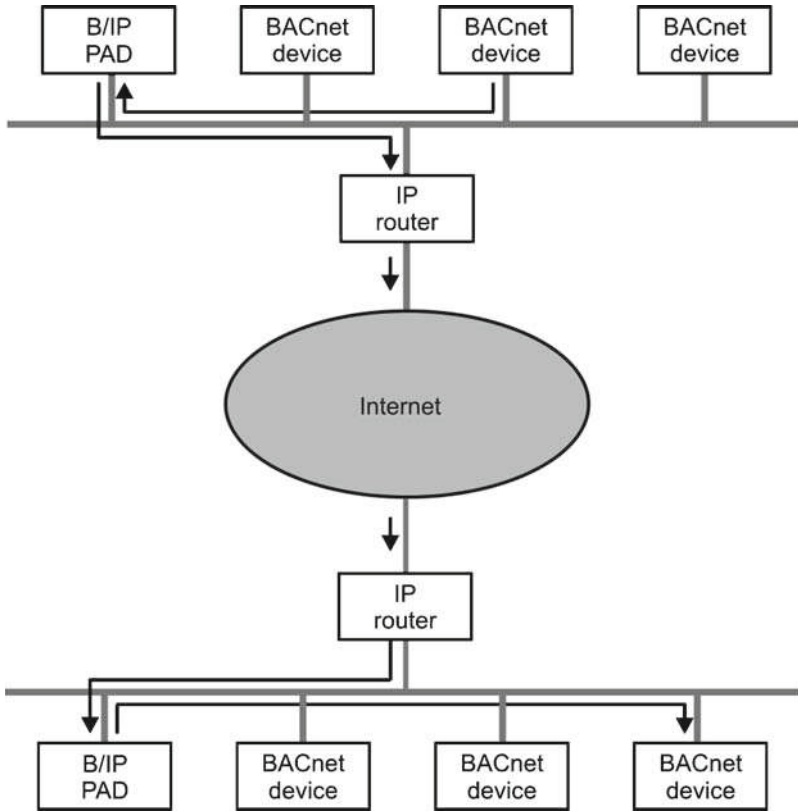 B/IP
PAD
BACnet
device
BACnet
device
BACnet
device
IP
router
Internet
IP
router
B/IP
PAD
BACnet
device
BACnet
device
BACnet
device